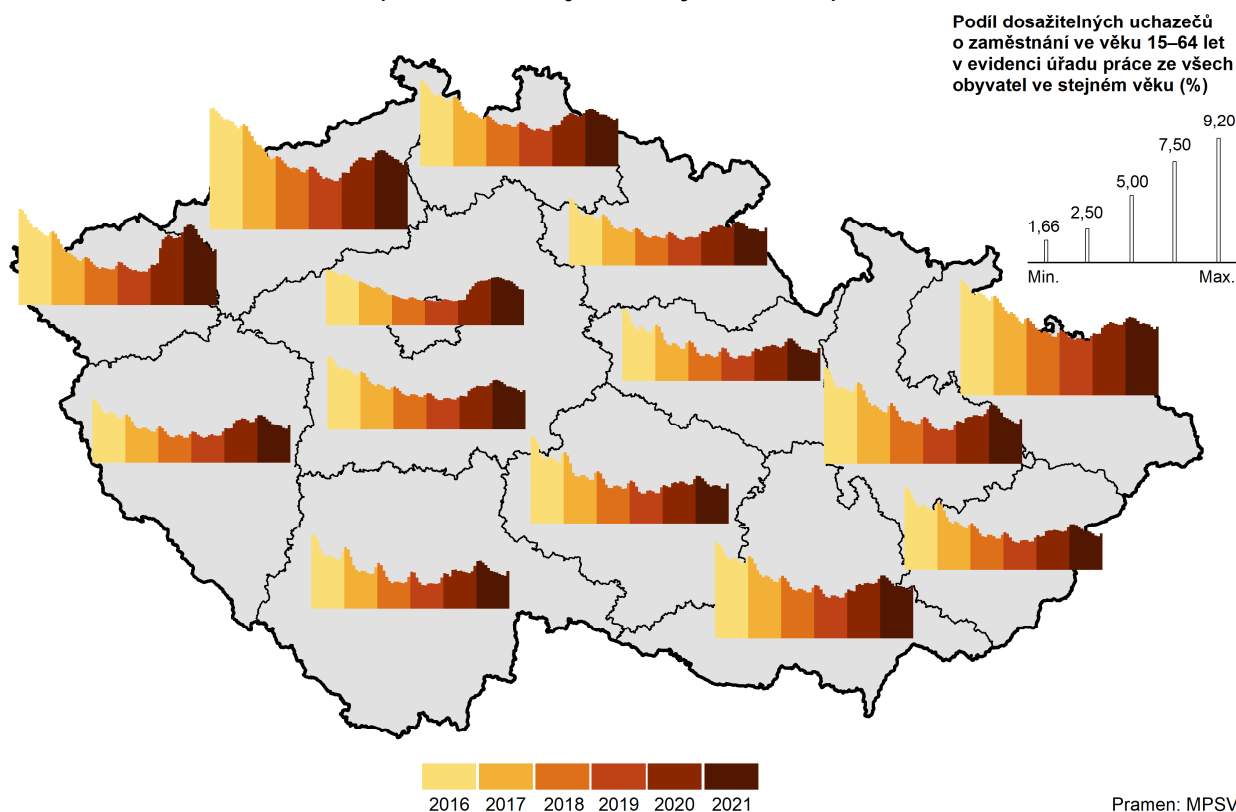 Podíl dosažitelných uchazečů
o zaměstnání ve věku 15–64 let
v evidenci úřadu práce ze všech
obyvatel ve stejném věku (%)
9,20
7,50
5,00
2,50
1,66
Min.
Max.
2016 2017 2018 2019 2020 2021
Pramen: MPSV